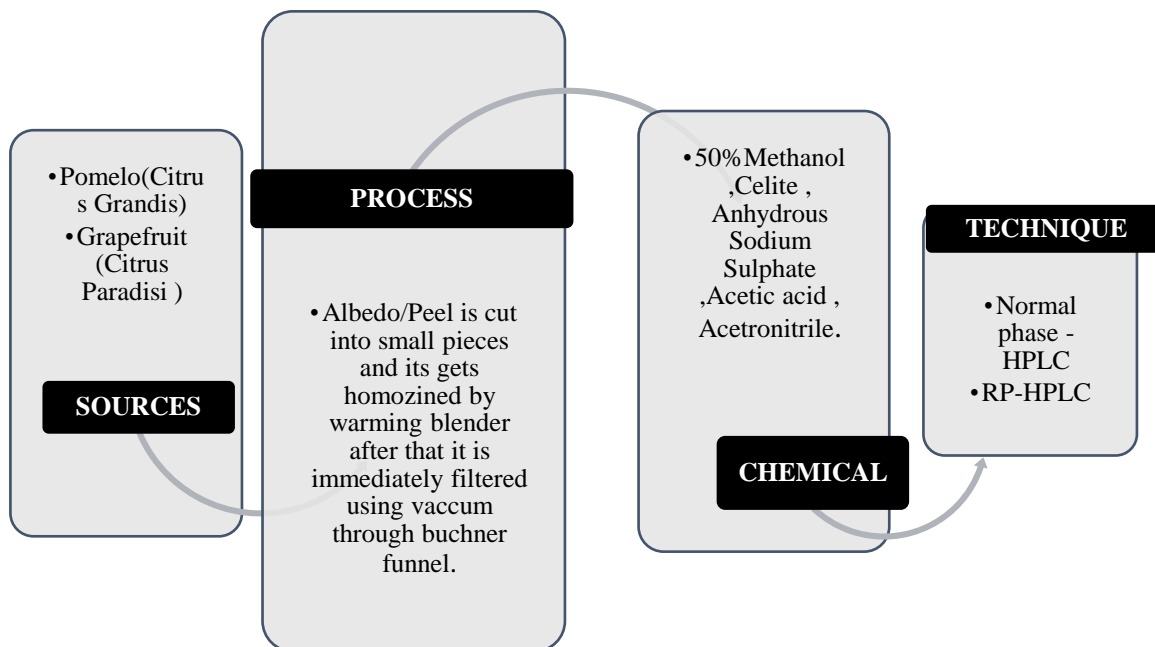 •Pomelo(Citru
s Grandis)
•Grapefruit
(Citrus
Paradisi )
SOURCES
PROCESS
•Albedo/Peel is cut
into small pieces
and its gets
homozined by
warming blender
after that it is
immediately filtered
using vaccum
through buchner
funnel.
•50%Methanol
,Celite ,
Anhydrous
Sodium
Sulphate
,Acetic acid ,
Acetronitrile.
CHEMICAL
TECHNIQUE
•Normal
phase -
HPLC
•RP-HPLC